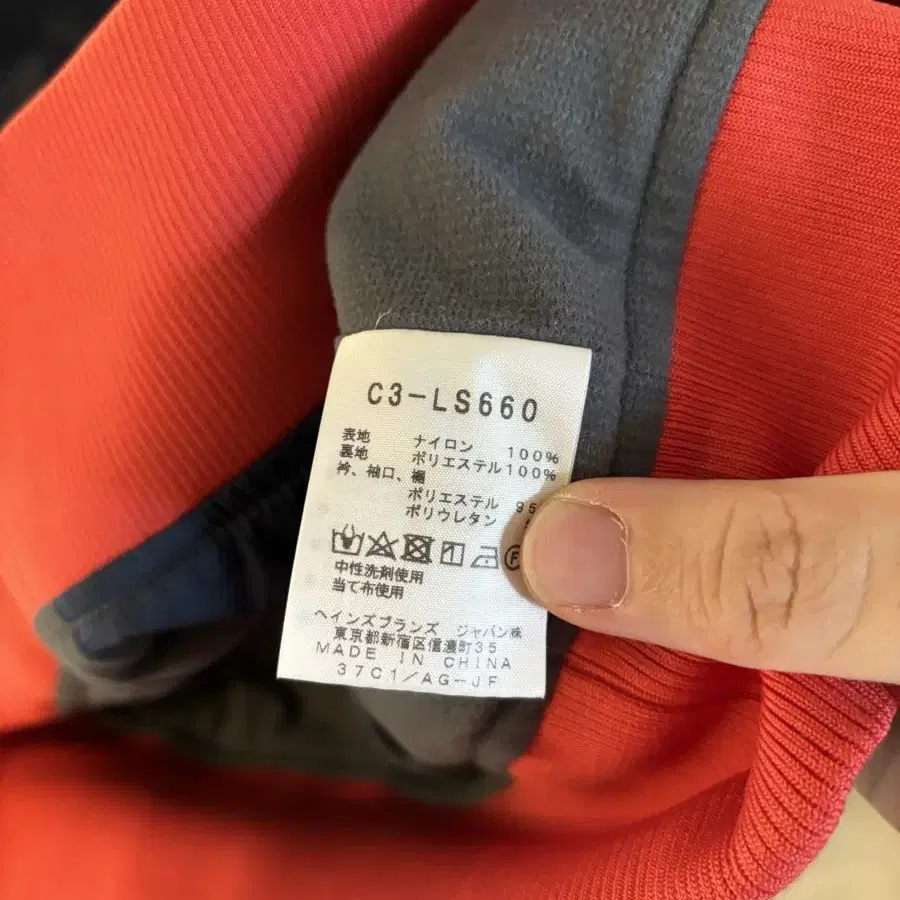 C3-LS660
表地 ナイロン 100%
裏地 ポリエステル100%
衿、袖口、裾
ポリエステル 95
ポリウレタン
中性洗剤使用
当て布使用
ヘインズブランズ ジャパン株
東京都新宿区信濃町35
MADE IN CHINA
37C1/AG-JF